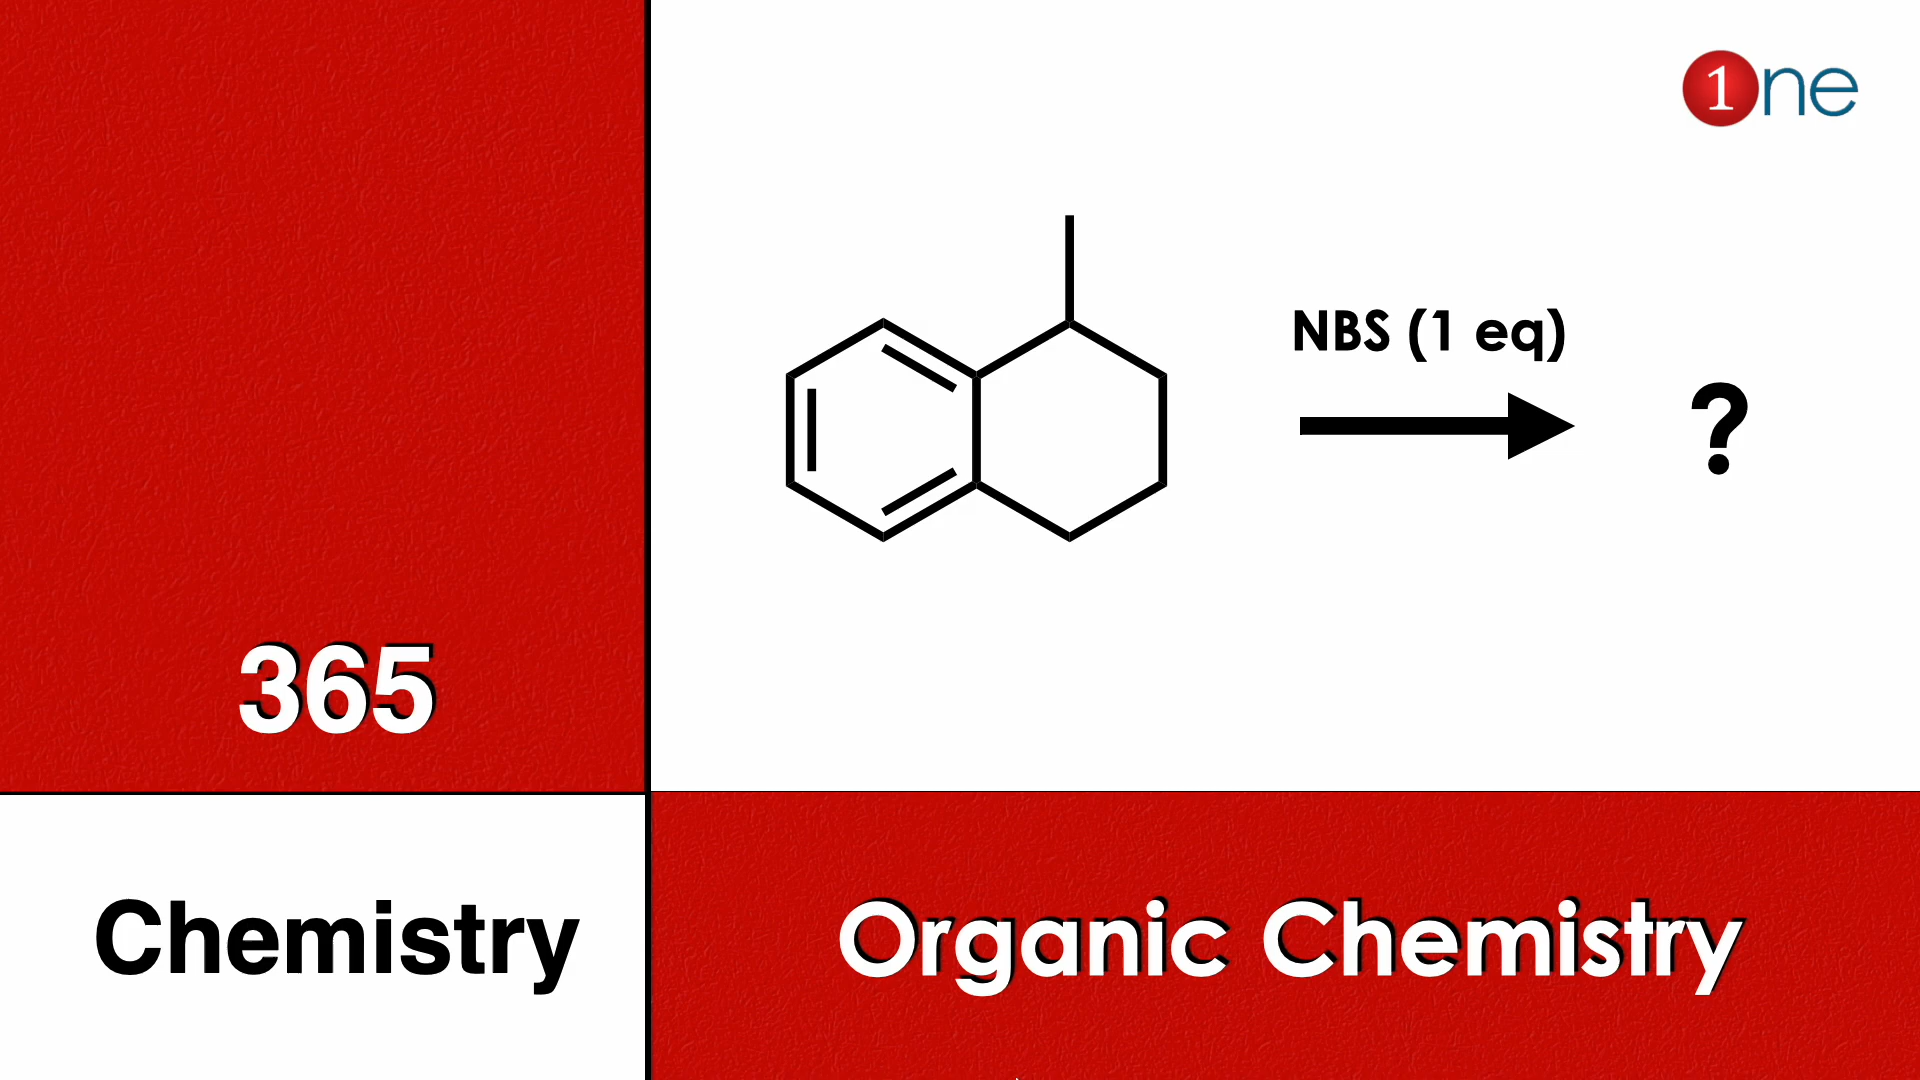 1ne
NBS (1 eq)
?
365
Chemistry
Organic Chemistry